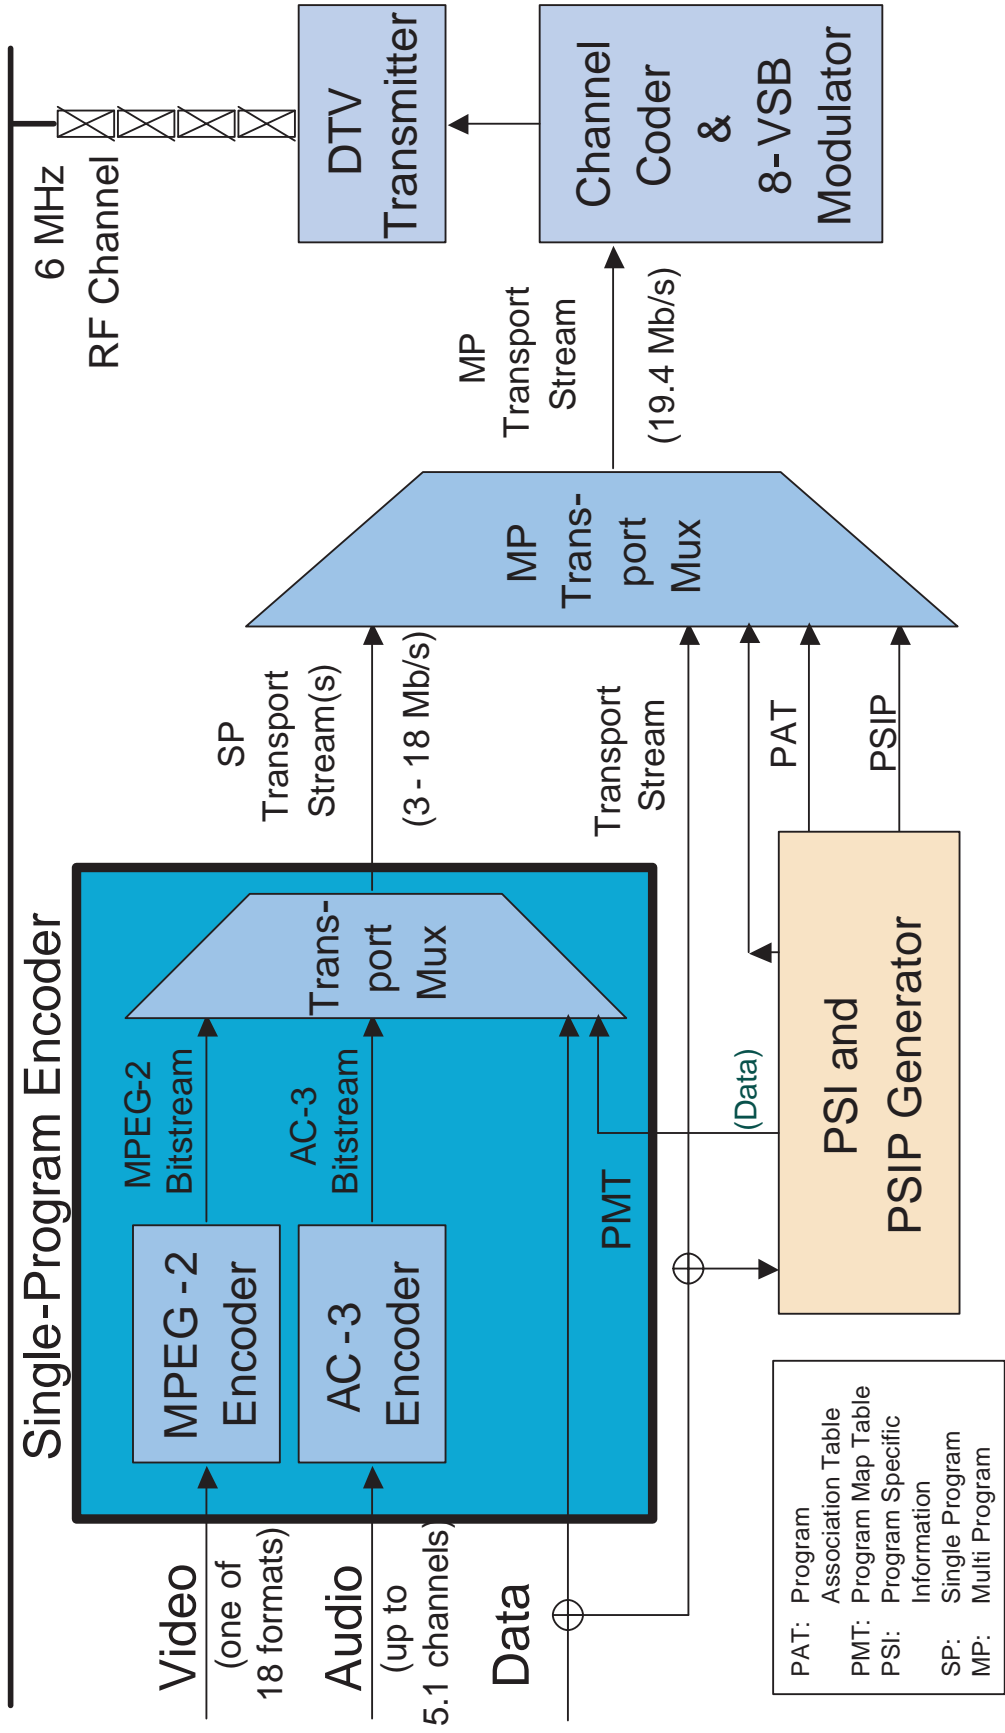 Single-Program Encoder
Video
(one of
18 formats)
MPEG-2
Encoder
MPEG-2
Bitstream
Audio
(up to
5.1 channels)
AC-3
Encoder
AC-3
Bitstream
Data
Trans-
port
Mux
PMT
SP
Transport
Stream(s)
(3 - 18 Mb/s)
Transport
Stream
(Data)
PSI and
PSIP Generator
PAT
PSIP
MP
Trans-
port
Mux
MP
Transport
Stream
(19.4 Mb/s)
Channel
Coder
&
8-VSB
Modulator
DTV
Transmitter
6 MHz
RF Channel
PAT: Program
Association Table
PMT: Program Map Table
PSI: Program Specific
Information
SP: Single Program
MP: Multi Program